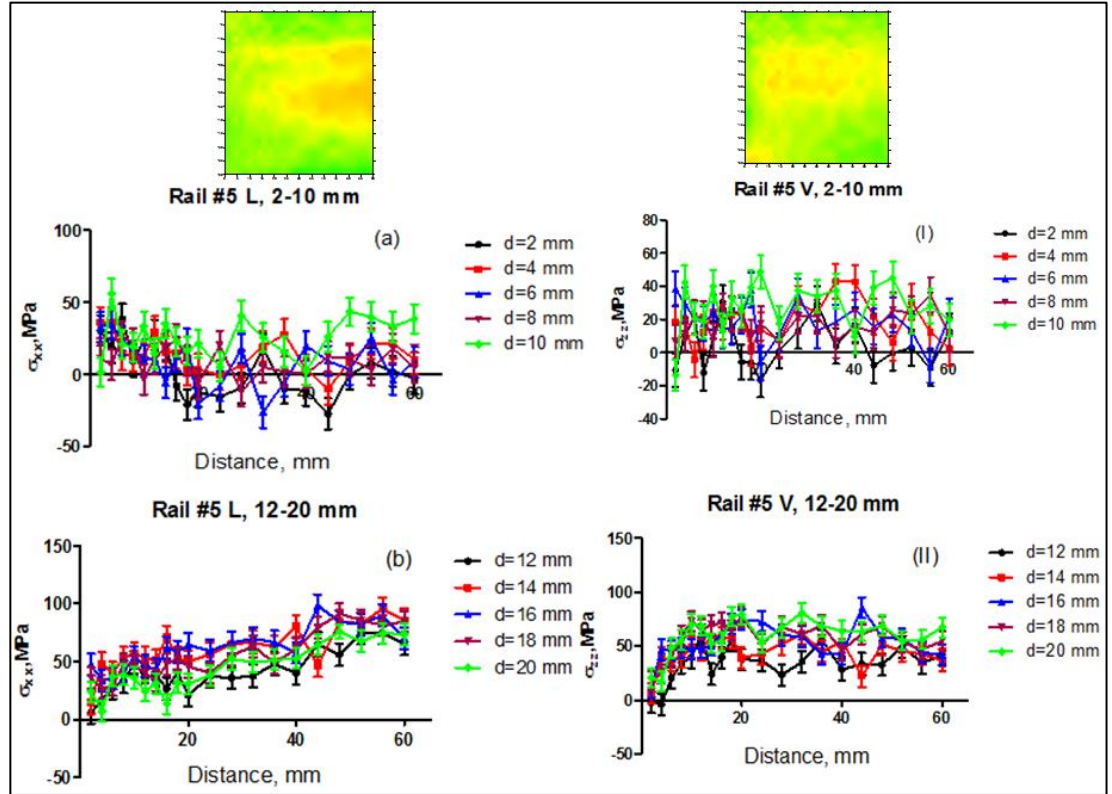 Rail #5 L, 2-10 mm
100
50
0
-50
σxx,MPa
(a)
d=2 mm
d=4 mm
d=6 mm
d=8 mm
d=10 mm
40
60
Distance, mm
Rail #5 V, 2-10 mm
80
60
40
20
0
-20
-40
σzz,MPa
(I)
d=2 mm
d=4 mm
d=6 mm
d=8 mm
d=10 mm
40
60
Distance, mm
Rail #5 L, 12-20 mm
150
100
50
0
-50
σxx,MPa
(b)
d=12 mm
d=14 mm
d=16 mm
d=18 mm
d=20 mm
20
40
60
Distance, mm
Rail #5 V, 12-20 mm
150
100
50
0
-50
σzz,MPa
(II)
d=12 mm
d=14 mm
d=16 mm
d=18 mm
d=20 mm
20
40
60
Distance, mm